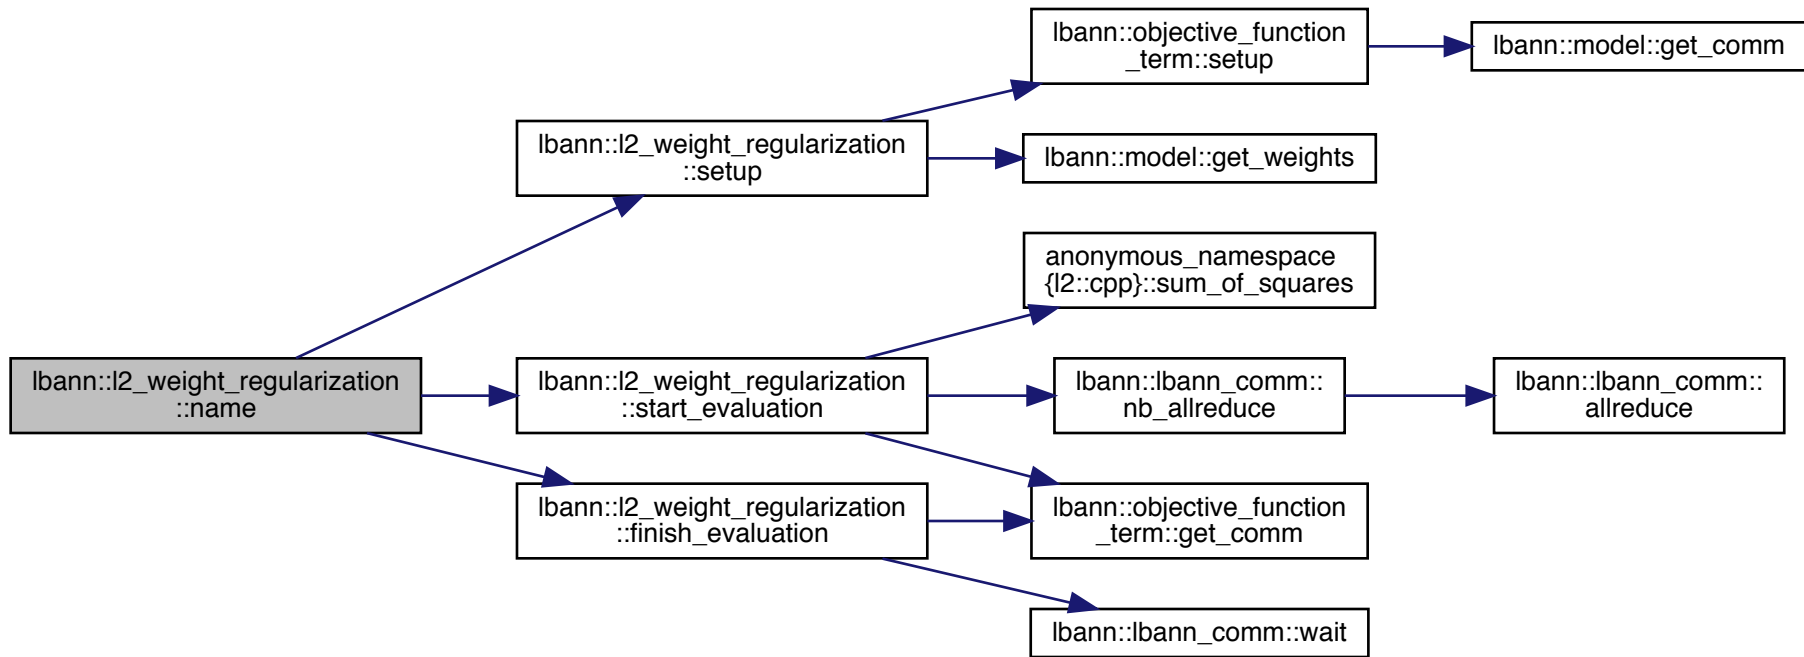 lbann::l2_weight_regularization
::name
lbann::l2_weight_regularization
::setup
lbann::objective_function
_term::setup
lbann::model::get_comm
lbann::model::get_weights
lbann::l2_weight_regularization
::start_evaluation
anonymous_namespace
{l2::cpp}::sum_of_squares
lbann::lbann_comm::
nb_allreduce
lbann::lbann_comm::
allreduce
lbann::l2_weight_regularization
::finish_evaluation
lbann::objective_function
_term::get_comm
lbann::lbann_comm::wait